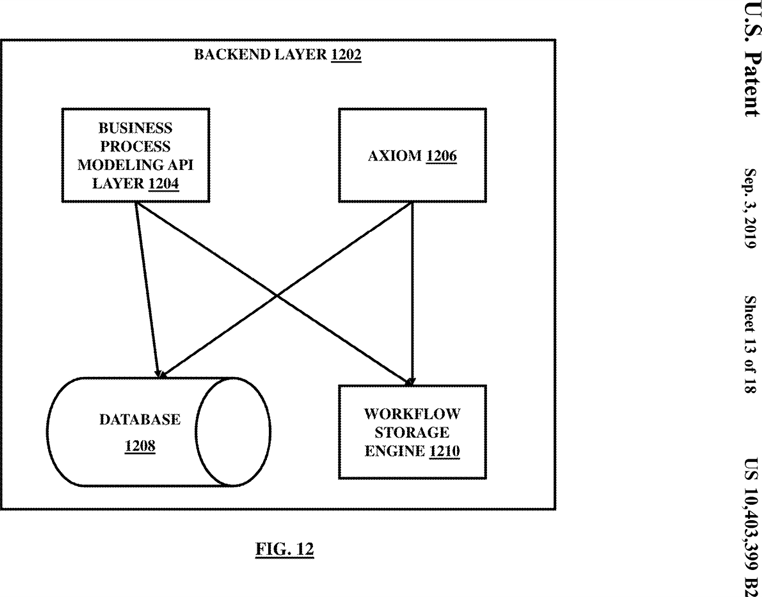 U.S. Patent
Sep. 3, 2019
Sheet 13 of 18
US 10,403,399 B2
BACKEND LAYER 1202
BUSINESS
PROCESS
MODELING API
LAYER 1204
AXIOM 1206
DATABASE
1208
WORKFLOW
STORAGE
ENGINE 1210
FIG. 12